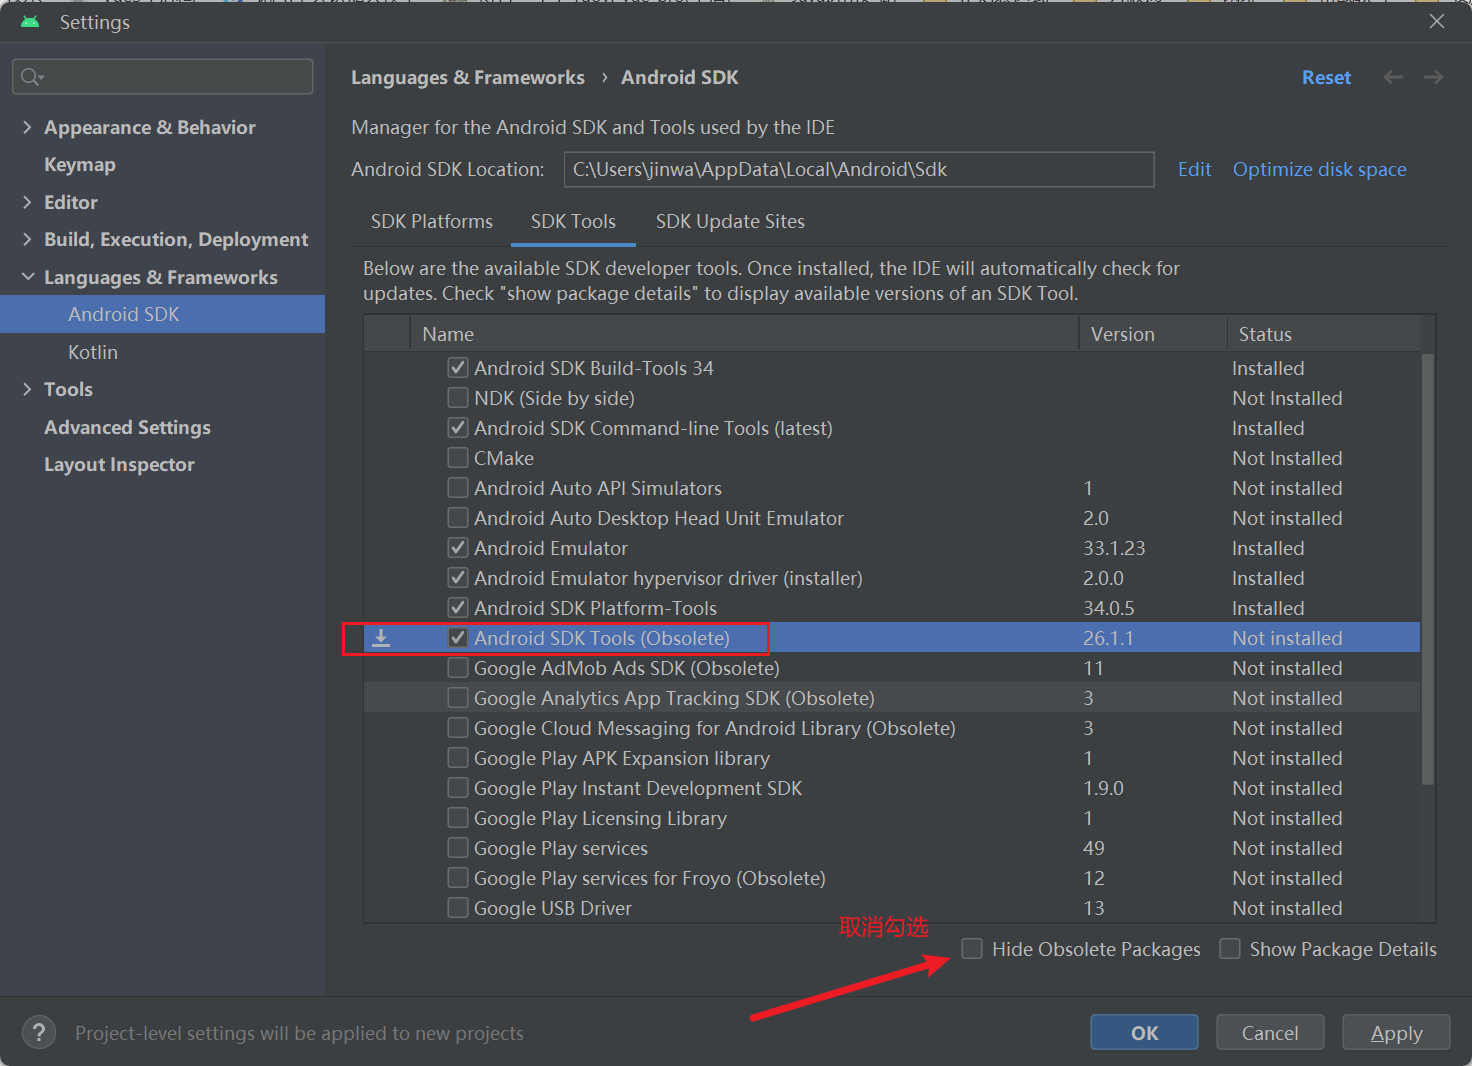 Settings
Languages & Frameworks › Android SDK
Reset
Appearance & Behavior
Keymap
Editor
Build, Execution, Deployment
Languages & Frameworks
Android SDK
Kotlin
Tools
Advanced Settings
Layout Inspector
Manager for the Android SDK and Tools used by the IDE
Android SDK Location: C:\Users\jinwa\AppData\Local\Android\Sdk Edit Optimize disk space
SDK Platforms SDK Tools SDK Update Sites
Below are the available SDK developer tools. Once installed, the IDE will automatically check for
updates. Check "show package details" to display available versions of an SDK Tool.
Name Version Status
Android SDK Build-Tools 34 Installed
NDK (Side by side) Not Installed
Android SDK Command-line Tools (latest) Installed
CMake Not Installed
Android Auto API Simulators 1 Not installed
Android Auto Desktop Head Unit Emulator 2.0 Not installed
Android Emulator 33.1.23 Installed
Android Emulator hypervisor driver (installer) 2.0.0 Installed
Android SDK Platform-Tools 34.0.5 Installed
Android SDK Tools (Obsolete) 26.1.1 Not installed
Google AdMob Ads SDK (Obsolete) 11 Not installed
Google Analytics App Tracking SDK (Obsolete) 3 Not installed
Google Cloud Messaging for Android Library (Obsolete) 3 Not installed
Google Play APK Expansion library 1 Not installed
Google Play Instant Development SDK 1.9.0 Not installed
Google Play Licensing Library 1 Not installed
Google Play services 49 Not installed
Google Play services for Froyo (Obsolete) 12 Not installed
Google USB Driver 13 Not installed
取消勾选
Hide Obsolete Packages Show Package Details
? Project-level settings will be applied to new projects
OK Cancel Apply